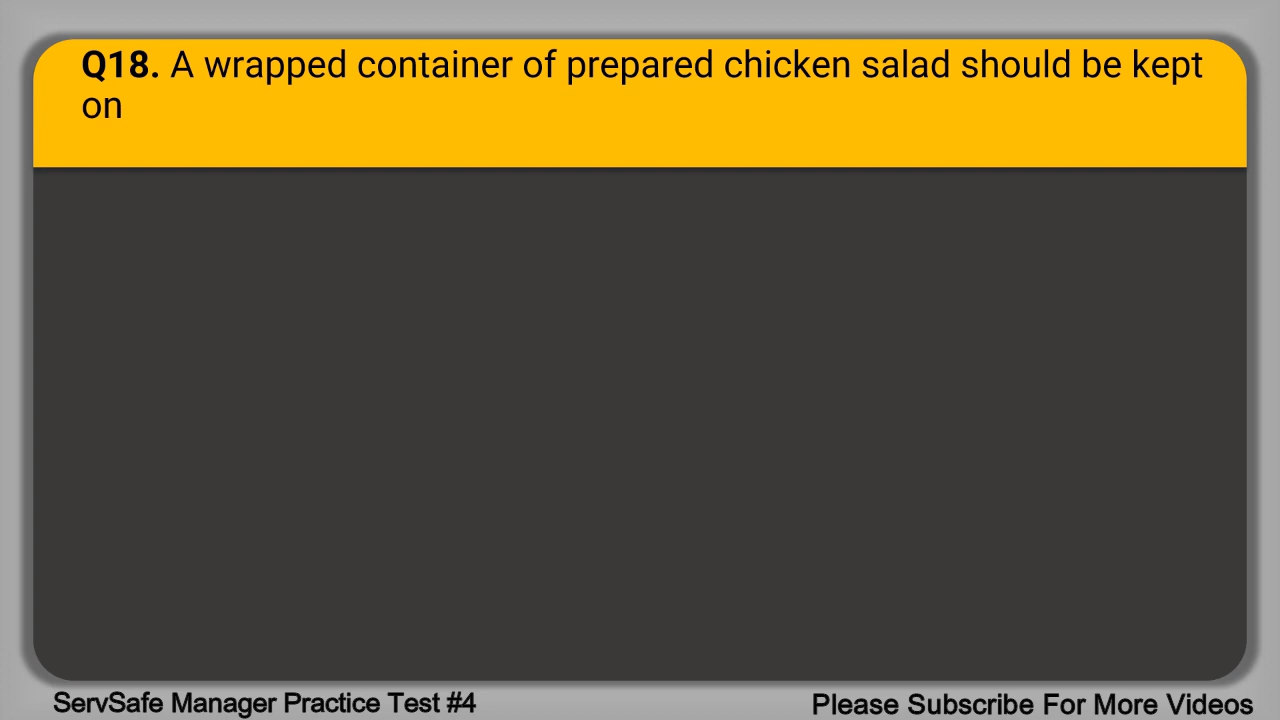 Q18. A wrapped container of prepared chicken salad should be kept
on
ServSafe Manager Practice Test #4
Please Subscribe For More Videos